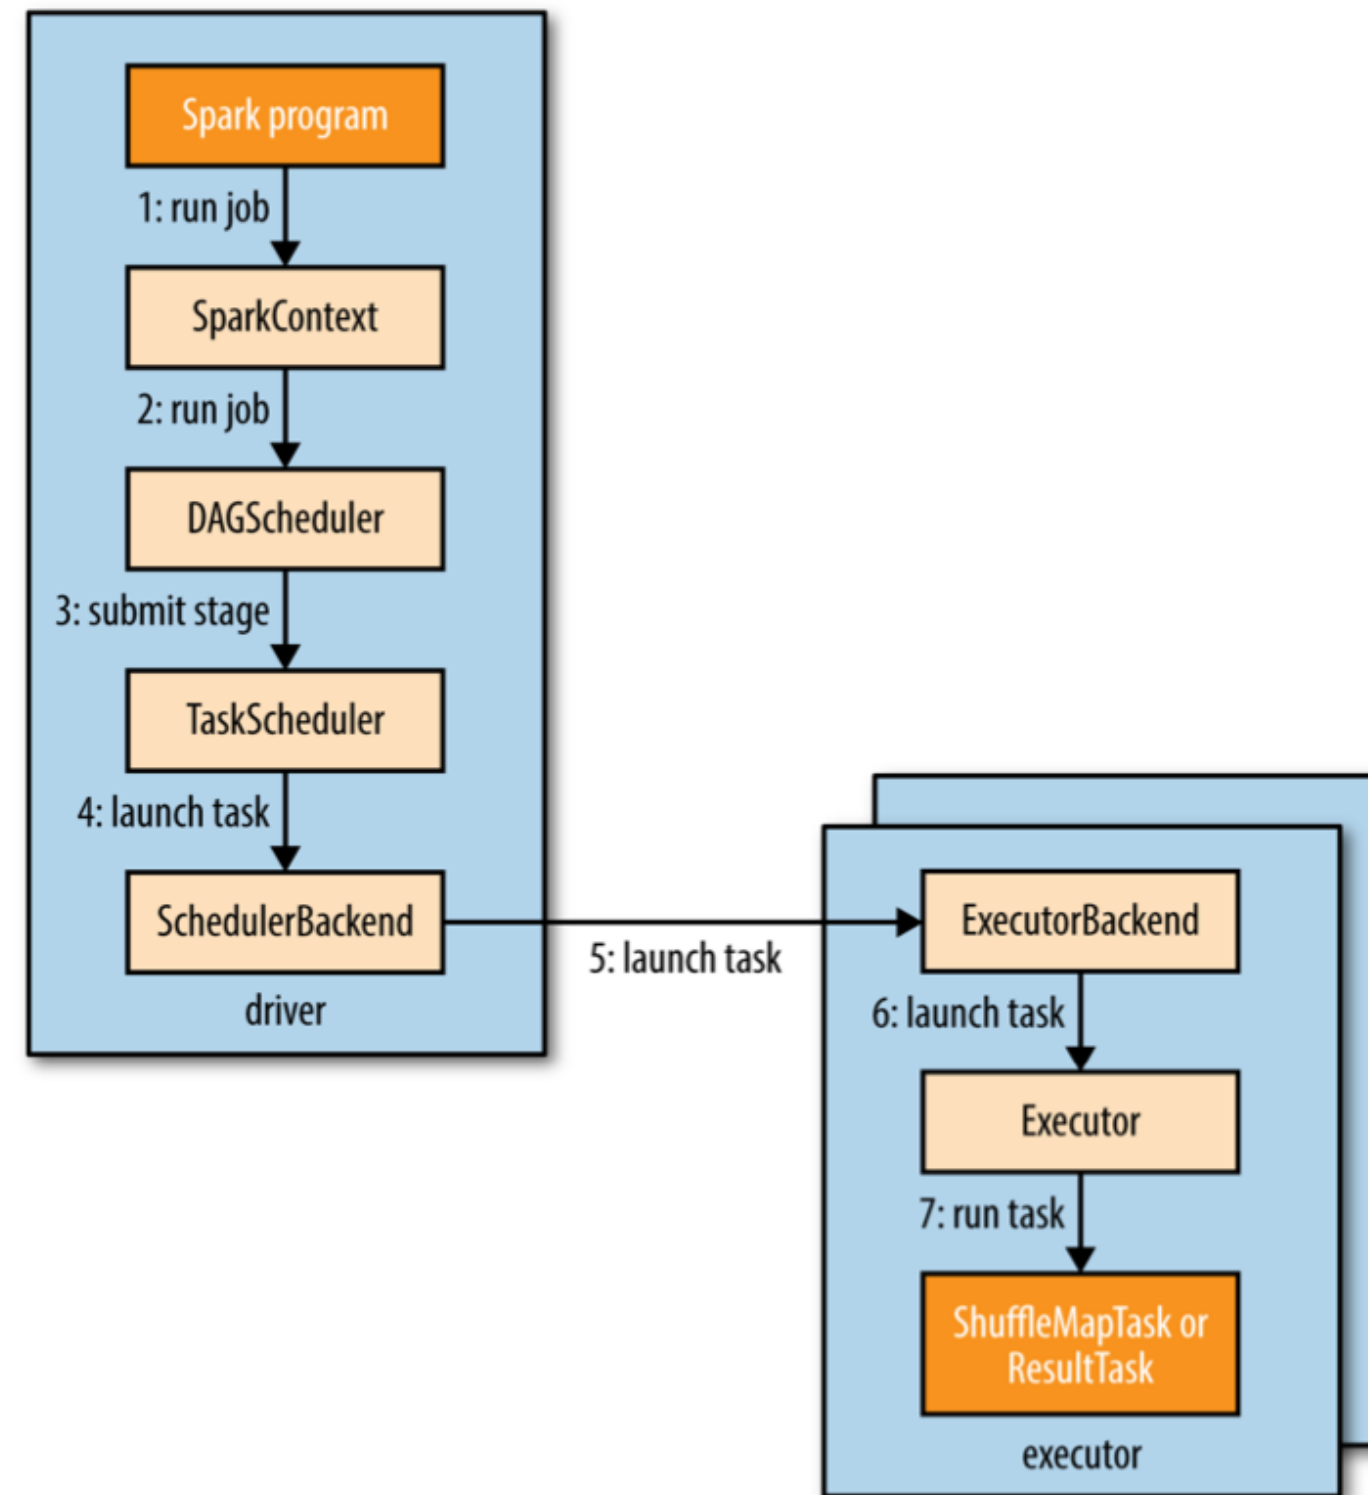 Spark program
1: run job
SparkContext
2: run job
DAGScheduler
3: submit stage
TaskScheduler
4: launch task
SchedulerBackend
driver
5: launch task
ExecutorBackend
6: launch task
Executor
7: run task
ShuffleMapTask or
ResultTask
executor